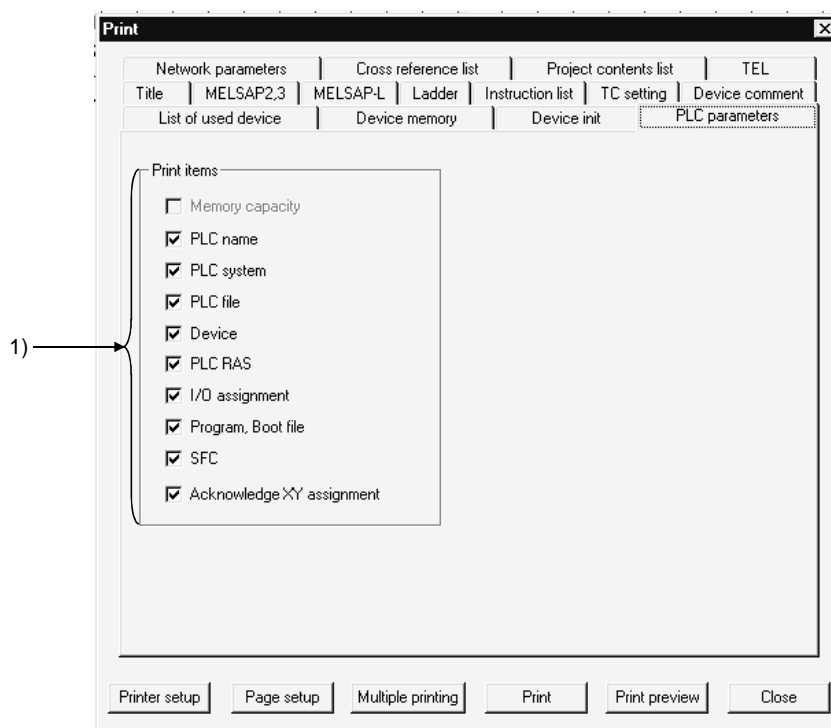 Print
Network parameters Cross reference list Project contents list TEL
Title MELSAP2,3 MELSAP-L Ladder Instruction list TC setting Device comment
List of used device Device memory Device init PLC parameters
Print items
Memory capacity
PLC name
PLC system
PLC file
Device
1)
PLC RAS
I/O assignment
Program, Boot file
SFC
Acknowledge XY assignment
Printer setup Page setup Multiple printing Print Print preview Close